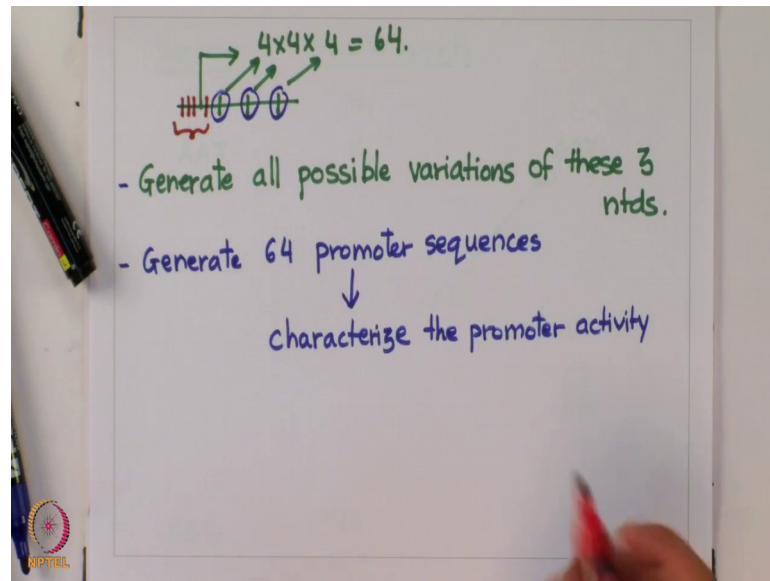 4x4x 4 = 64.
- Generate all possible variations of these 3
ntds.
- Generate 64 promoter sequences
characterize the promoter activity
NPTEL